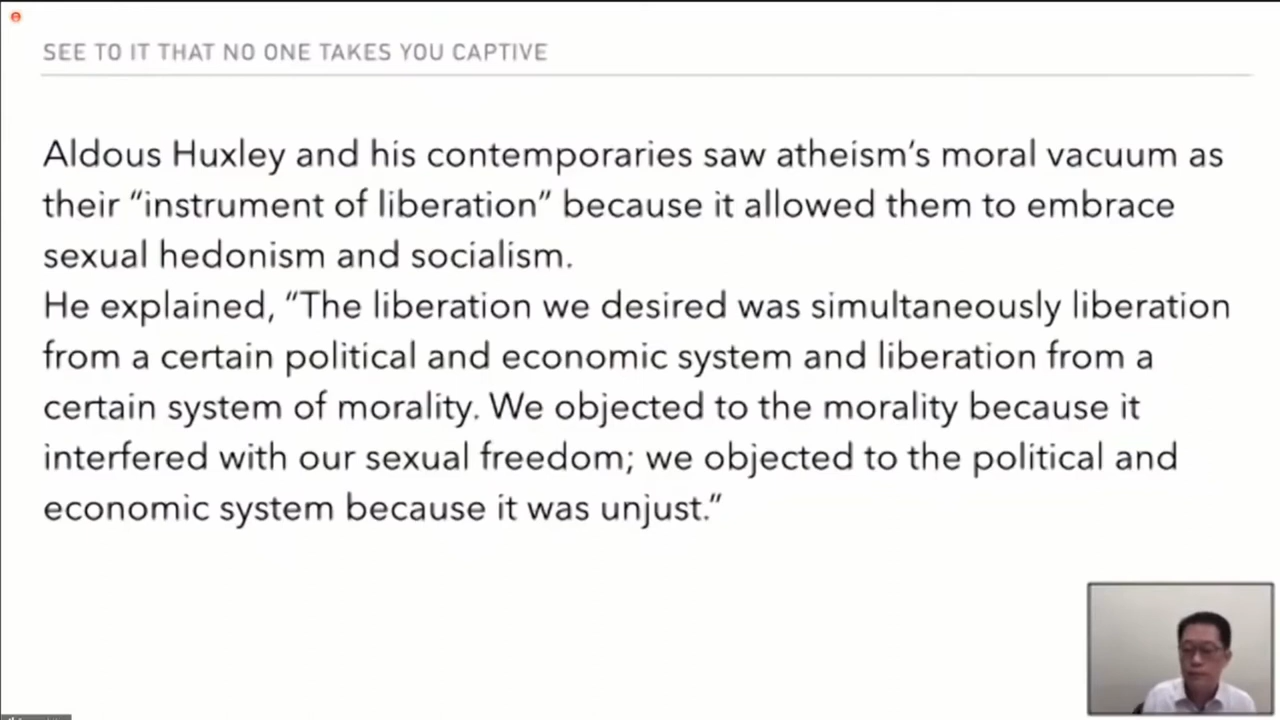 SEE TO IT THAT NO ONE TAKES YOU CAPTIVE
Aldous Huxley and his contemporaries saw atheism’s moral vacuum as
their “instrument of liberation” because it allowed them to embrace
sexual hedonism and socialism.
He explained, “The liberation we desired was simultaneously liberation
from a certain political and economic system and liberation from a
certain system of morality. We objected to the morality because it
interfered with our sexual freedom; we objected to the political and
economic system because it was unjust.”